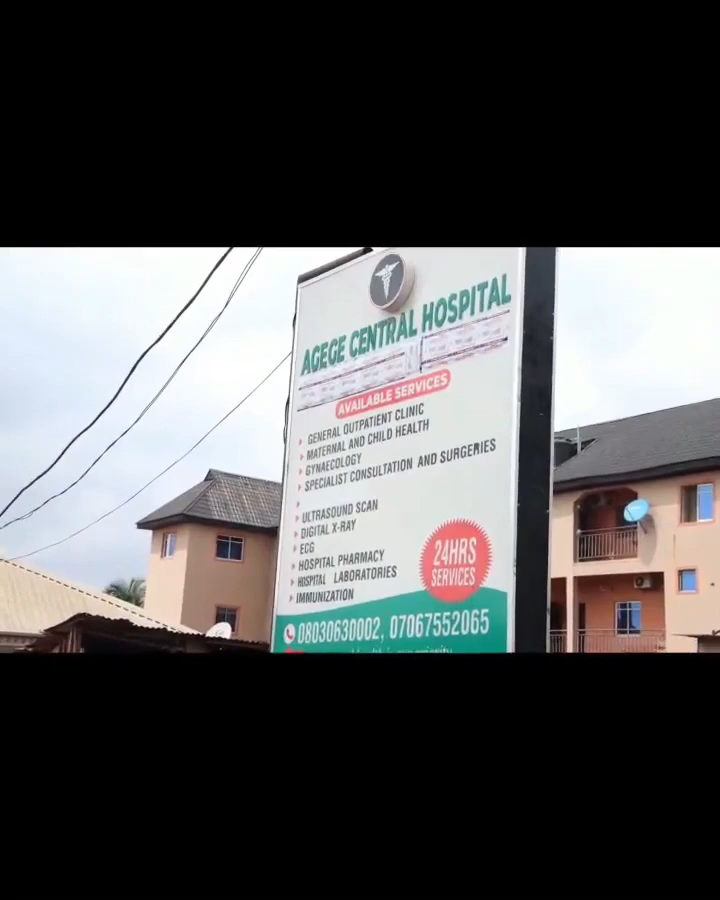 AGEGE CENTRAL HOSPITAL
AVAILABLE SERVICES
GENERAL OUTPATIENT CLINIC
MATERNAL AND CHILD HEALTH
GYNAECOLOGY
SPECIALIST CONSULTATION AND SURGERIES
ULTRASOUND SCAN
DIGITAL X-RAY
ECG
HOSPITAL PHARMACY
HOSPITAL LABORATORIES
IMMUNIZATION
24HRS
SERVICES
08030630002, 07067552065